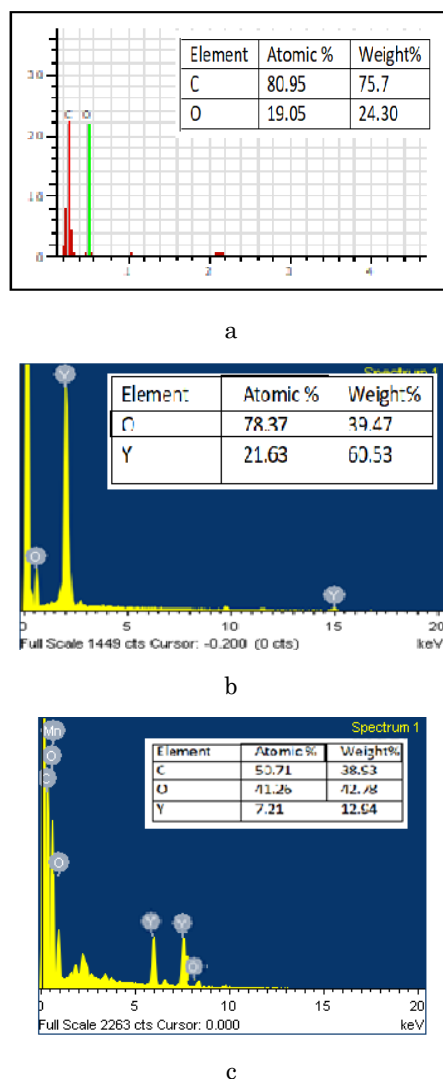 Element Atomic % Weight%
C 80.95 75.7
O 19.05 24.30
30
20
10
0
C O
1 2 3 4
a
Spectrum 1
Element Atomic % Weight%
O 78.37 39.47
Y 21.63 60.53
Y
O
Y
0 5 10 15 20
Full Scale 1449 cts Cursor: -0.200 (0 cts) keV
b
Spectrum 1
Mn
O
C
O
Element Atomic % Weight%
C 50.71 38.93
O 41.26 42.78
Y 7.21 12.94
Y Y
O
0 5 10 15 20
Full Scale 2263 cts Cursor: 0.000 keV
c